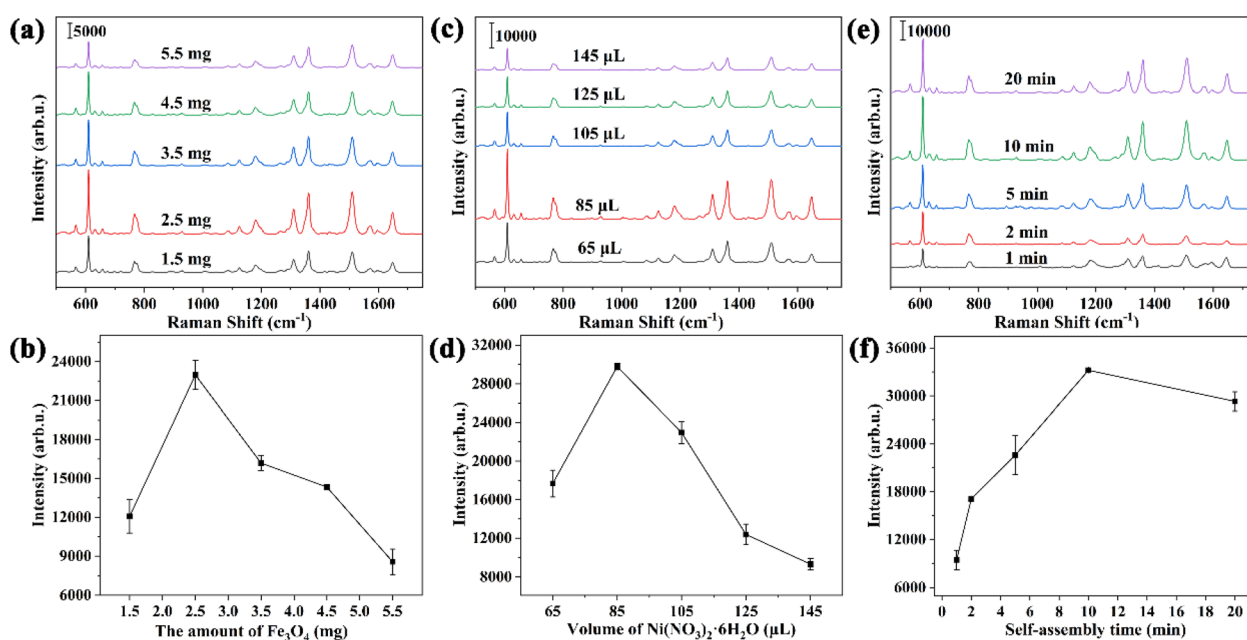 (a)
5000
5.5 mg
4.5 mg
3.5 mg
2.5 mg
1.5 mg
Intensity (arb.u.)
600 800 1000 1200 1400 1600
Raman Shift (cm⁻¹)
(c)
10000
145 μL
125 μL
105 μL
85 μL
65 μL
Intensity (arb.u.)
600 800 1000 1200 1400 1600
Raman Shift (cm⁻¹)
(e)
10000
20 min
10 min
5 min
2 min
1 min
Intensity (arb.u.)
600 800 1000 1200 1400 1600
Raman Shift (cm⁻¹)
(b)
24000
21000
18000
15000
12000
9000
6000
Intensity (arb.u.)
1.5 2.0 2.5 3.0 3.5 4.0 4.5 5.0 5.5
The amount of Fe₃O₄ (mg)
(d)
32000
28000
24000
20000
16000
12000
8000
Intensity (arb.u.)
65 85 105 125 145
Volume of Ni(NO₃)₂·6H₂O (μL)
(f)
36000
30000
24000
18000
12000
6000
Intensity (arb.u.)
0 2 4 6 8 10 12 14 16 18 20
Self-assembly time (min)